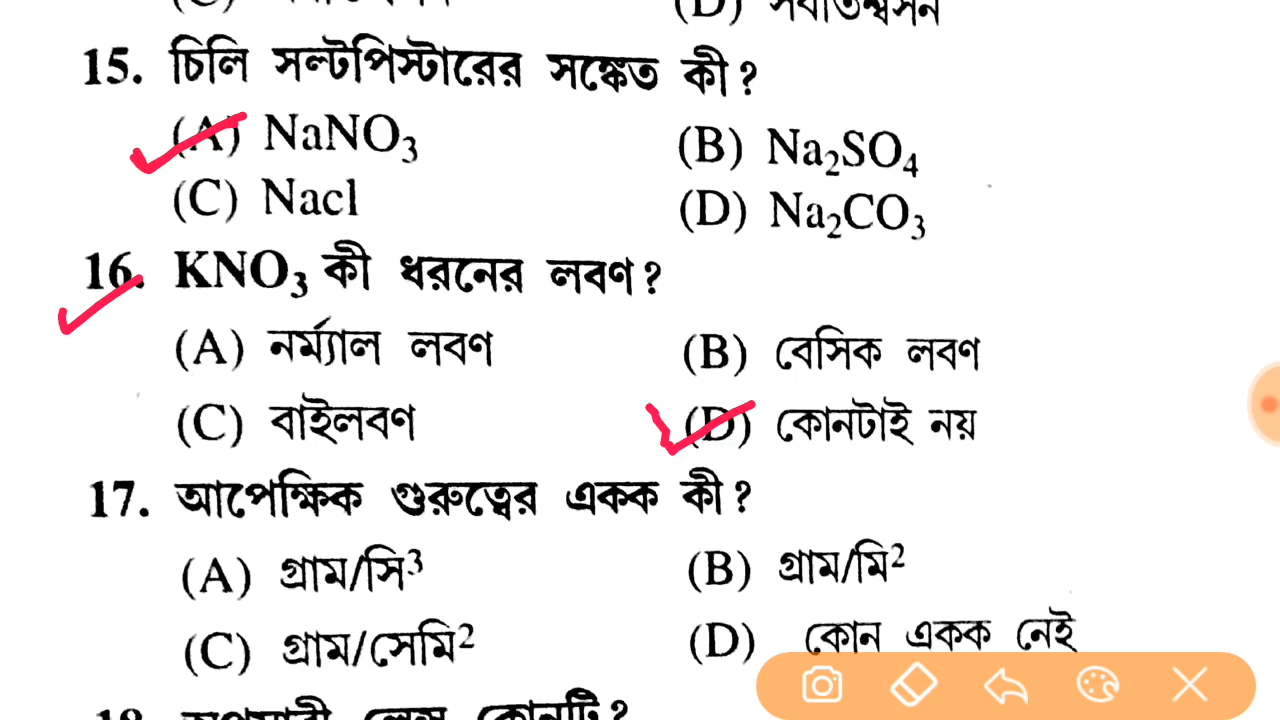 (D)
15. চিলি সল্টপিস্টারের সঙ্কেত কী ?
(A) NaNO₃ (B) Na₂SO₄
(C) Nacl (D) Na₂CO₃
16. KNO₃ কী ধরনের লবণ ?
(A) নর্ম্যাল লবণ (B) বেসিক লবণ
(C) বাইলবণ (D) কোনটাই নয়
17. আপেক্ষিক গুরুত্বের একক কী ?
(A) গ্রাম/সি³ (B) গ্রাম/মি²
(C) গ্রাম/সেমি² (D) কোন একক নেই
লেন্স কোনটি ?